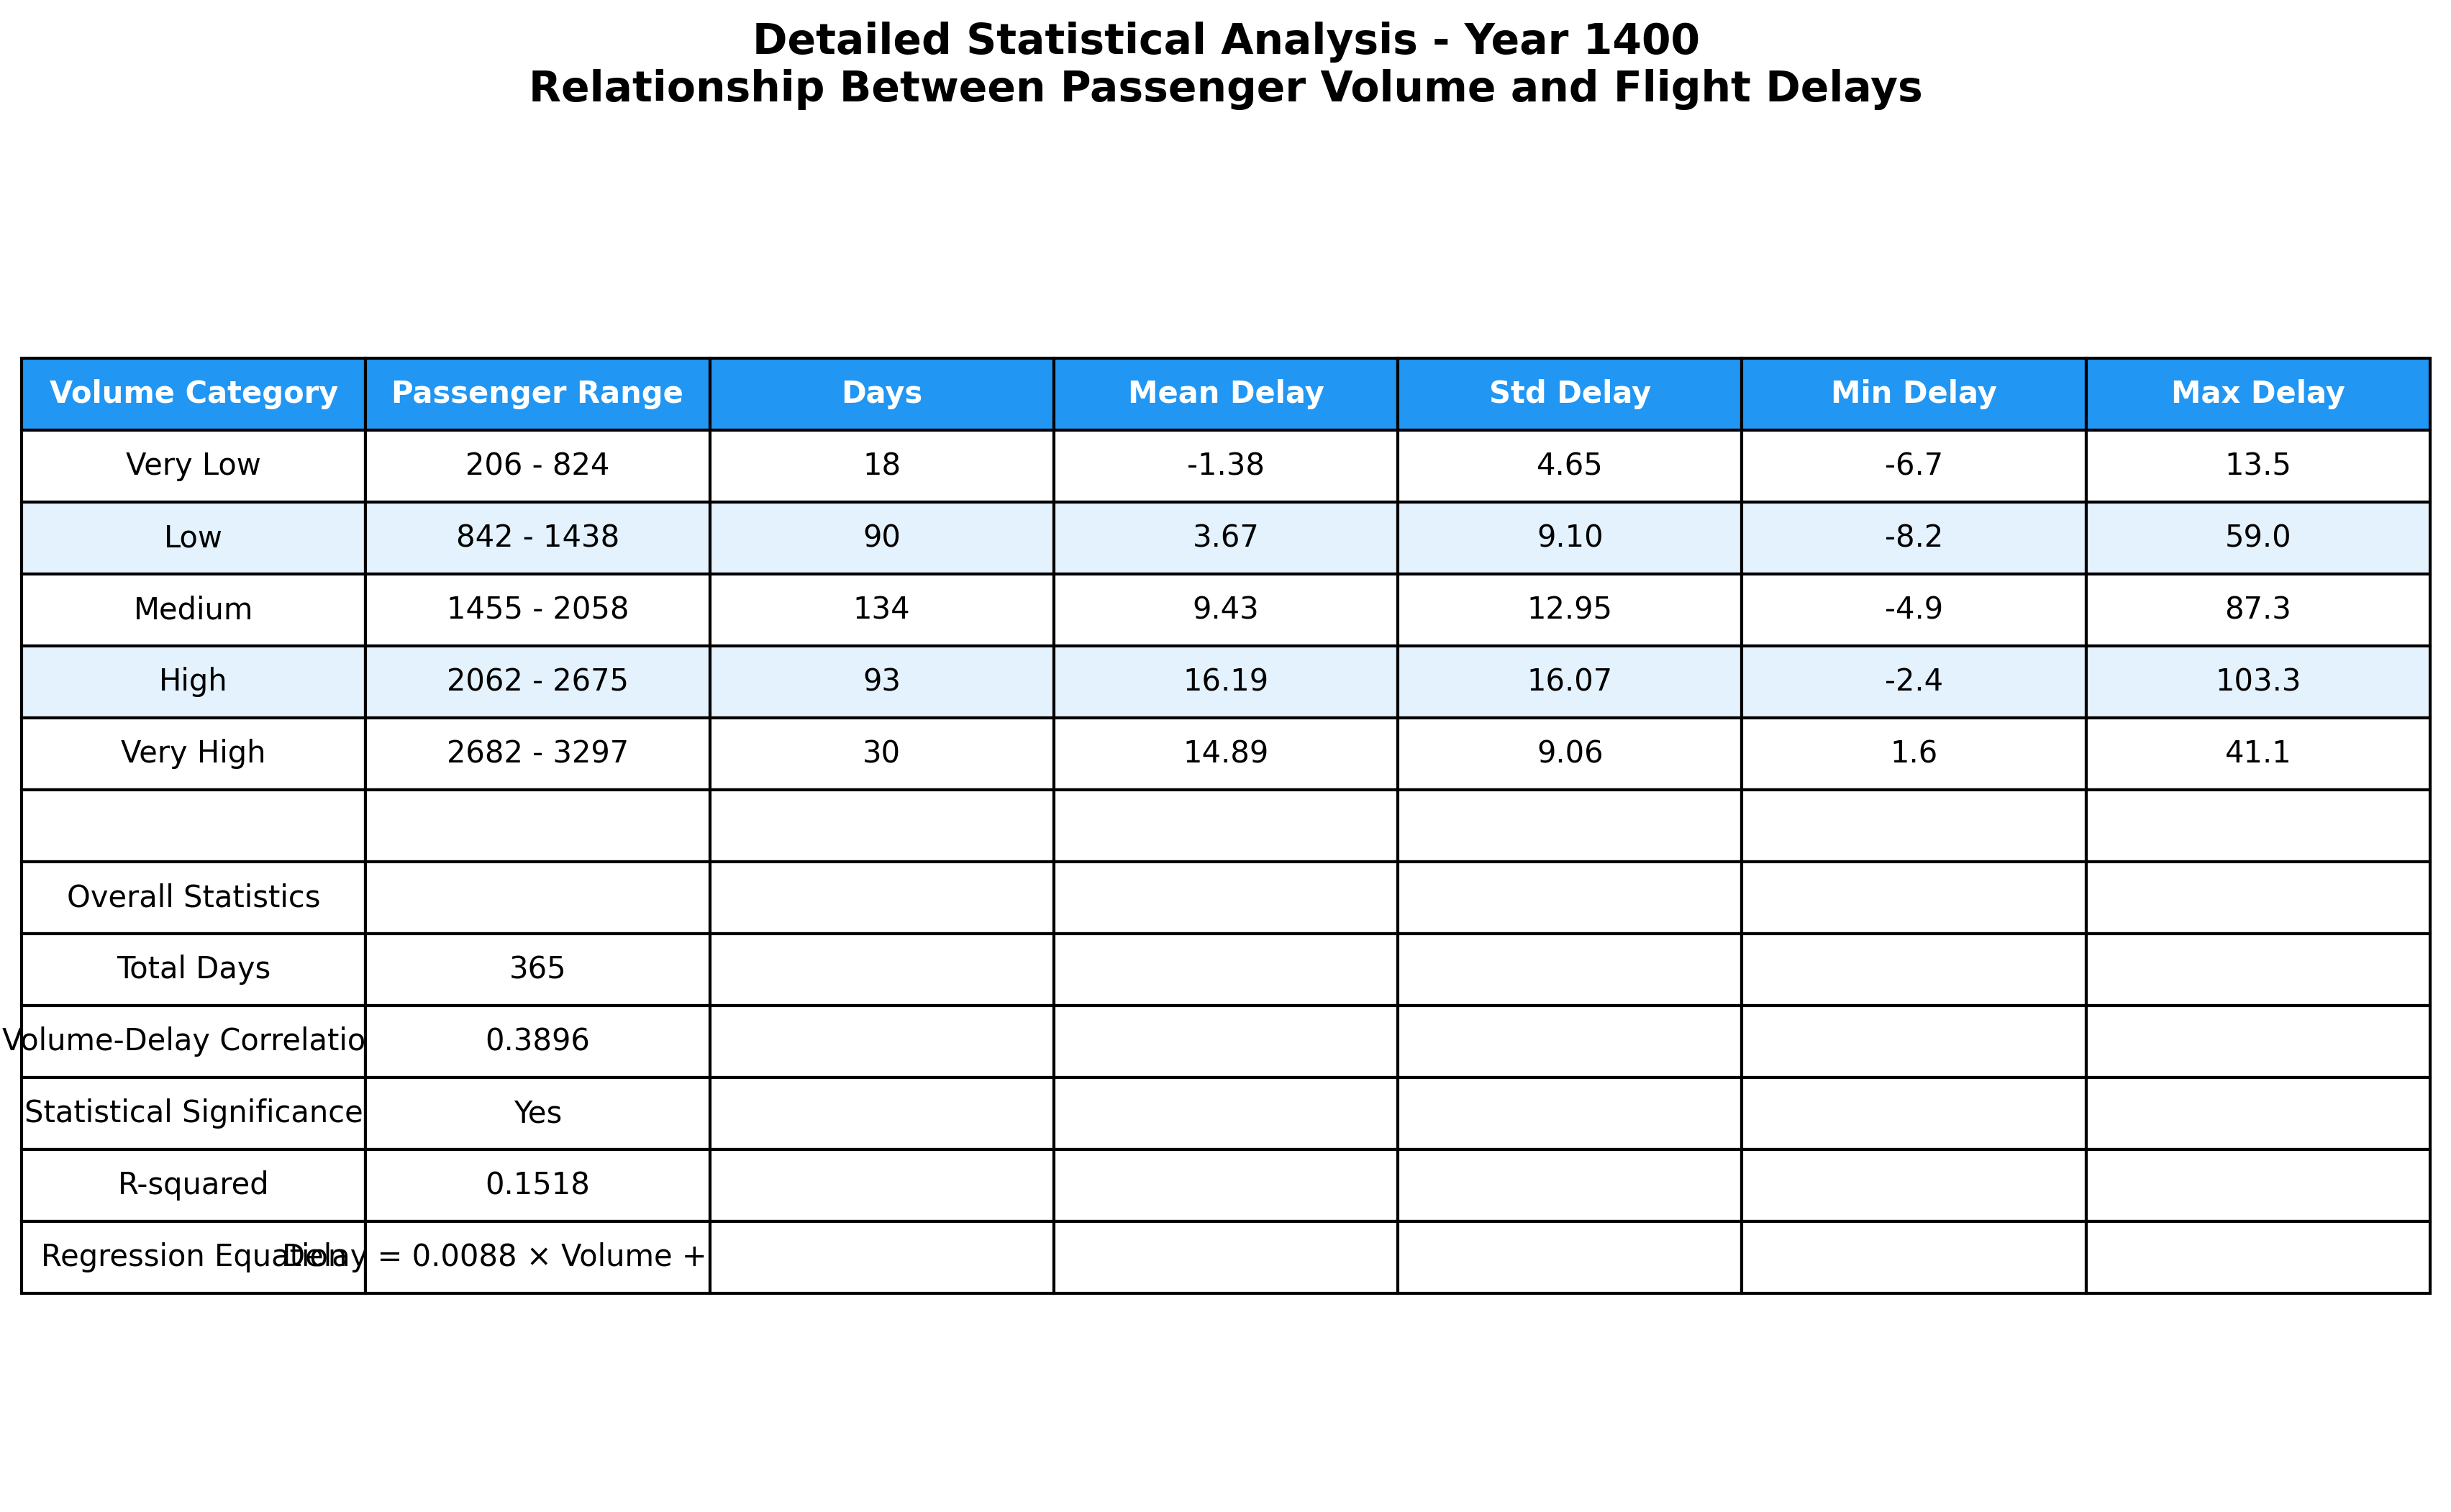 Detailed Statistical Analysis - Year 1400
Relationship Between Passenger Volume and Flight Delays
Volume Category Passenger Range Days Mean Delay Std Delay Min Delay Max Delay
Very Low 206 - 824 18 -1.38 4.65 -6.7 13.5
Low 842 - 1438 90 3.67 9.10 -8.2 59.0
Medium 1455 - 2058 134 9.43 12.95 -4.9 87.3
High 2062 - 2675 93 16.19 16.07 -2.4 103.3
Very High 2682 - 3297 30 14.89 9.06 1.6 41.1
Overall Statistics
Total Days 365
Volume-Delay Correlatio 0.3896
Statistical Significance Yes
R-squared 0.1518
Regression Equation Delay = 0.0088 × Volume +